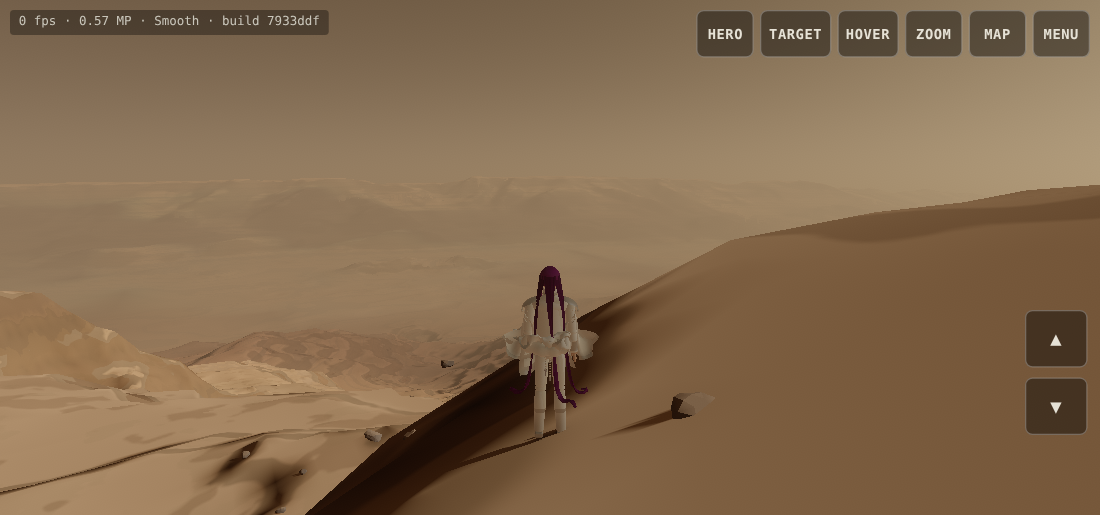 0 fps · 0.57 MP · Smooth · build 7933ddf
HERO
TARGET
HOVER
ZOOM
MAP
MENU
▲
▼